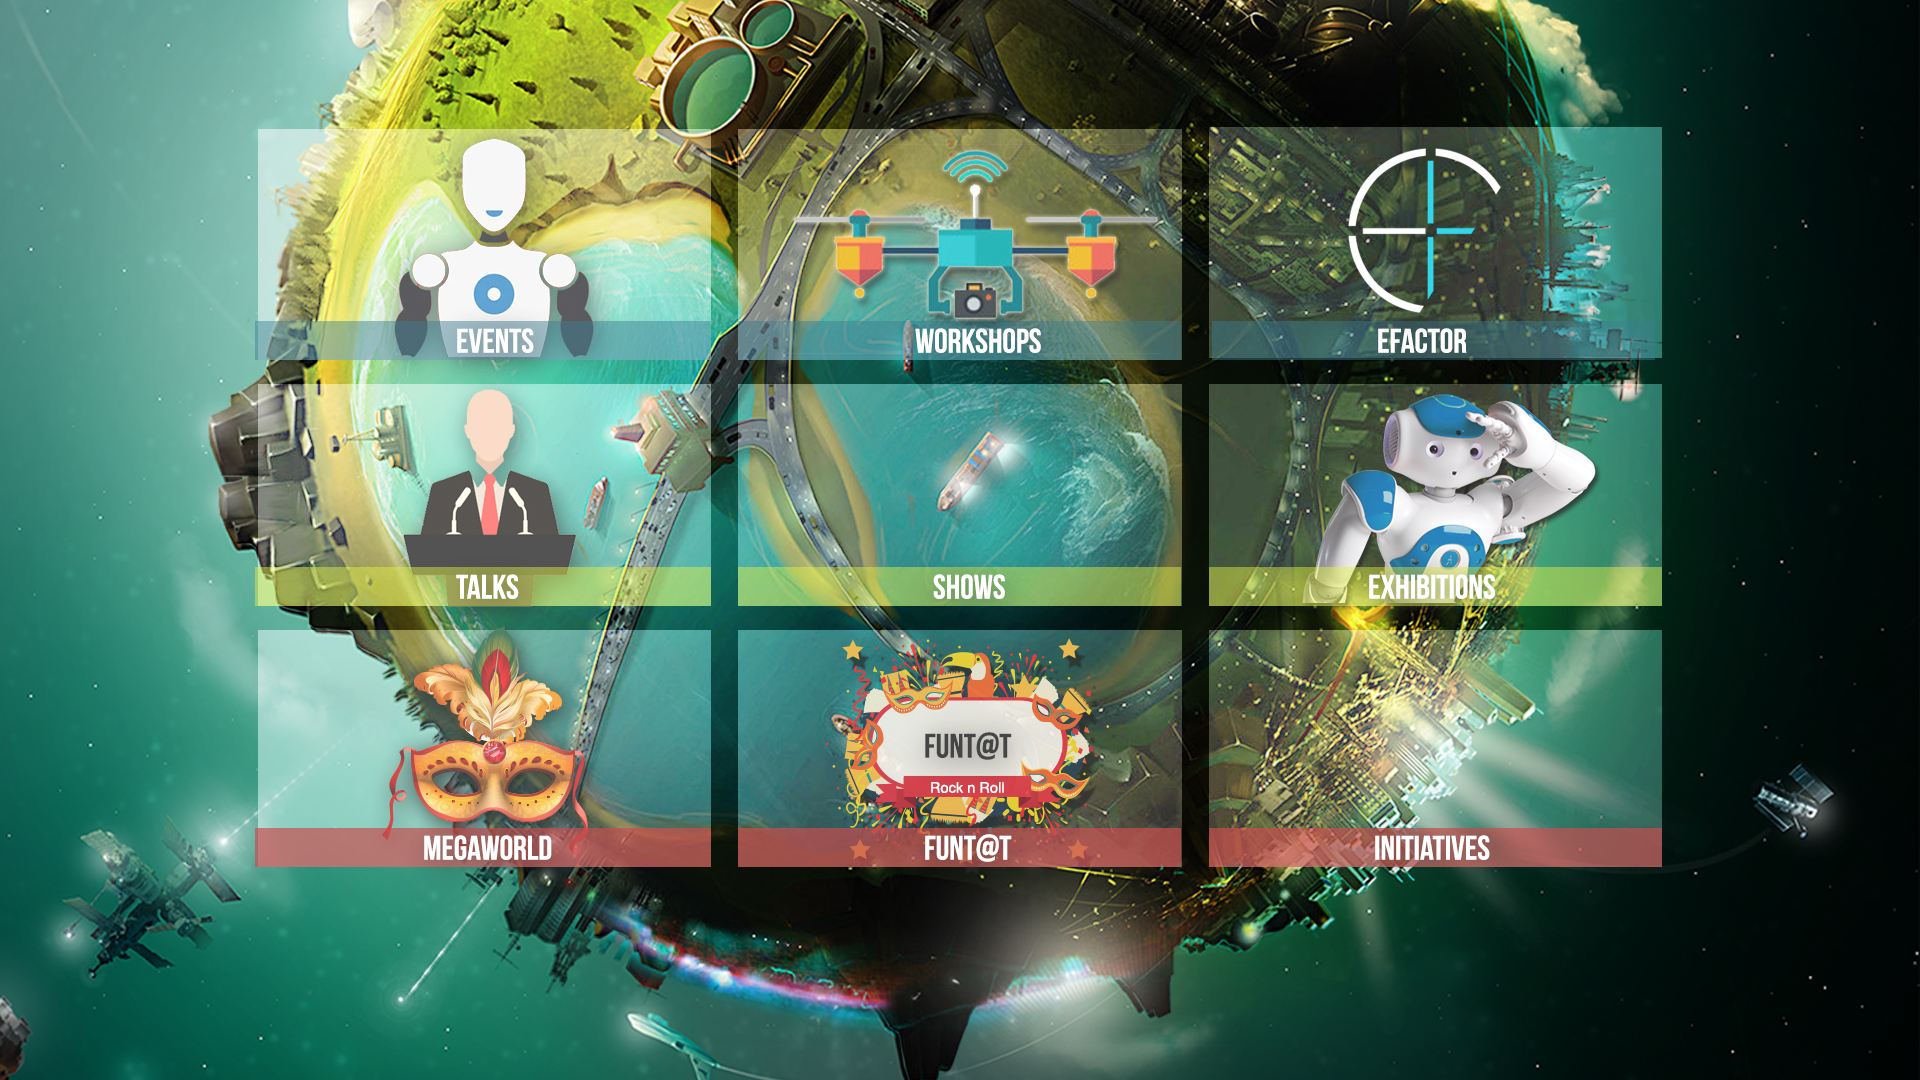 EVENTS
WORKSHOPS
EFACTOR
TALKS
SHOWS
EXHIBITIONS
FUNT@T
Rock n Roll
MEGAWORLD
FUNT@T
INITIATIVES